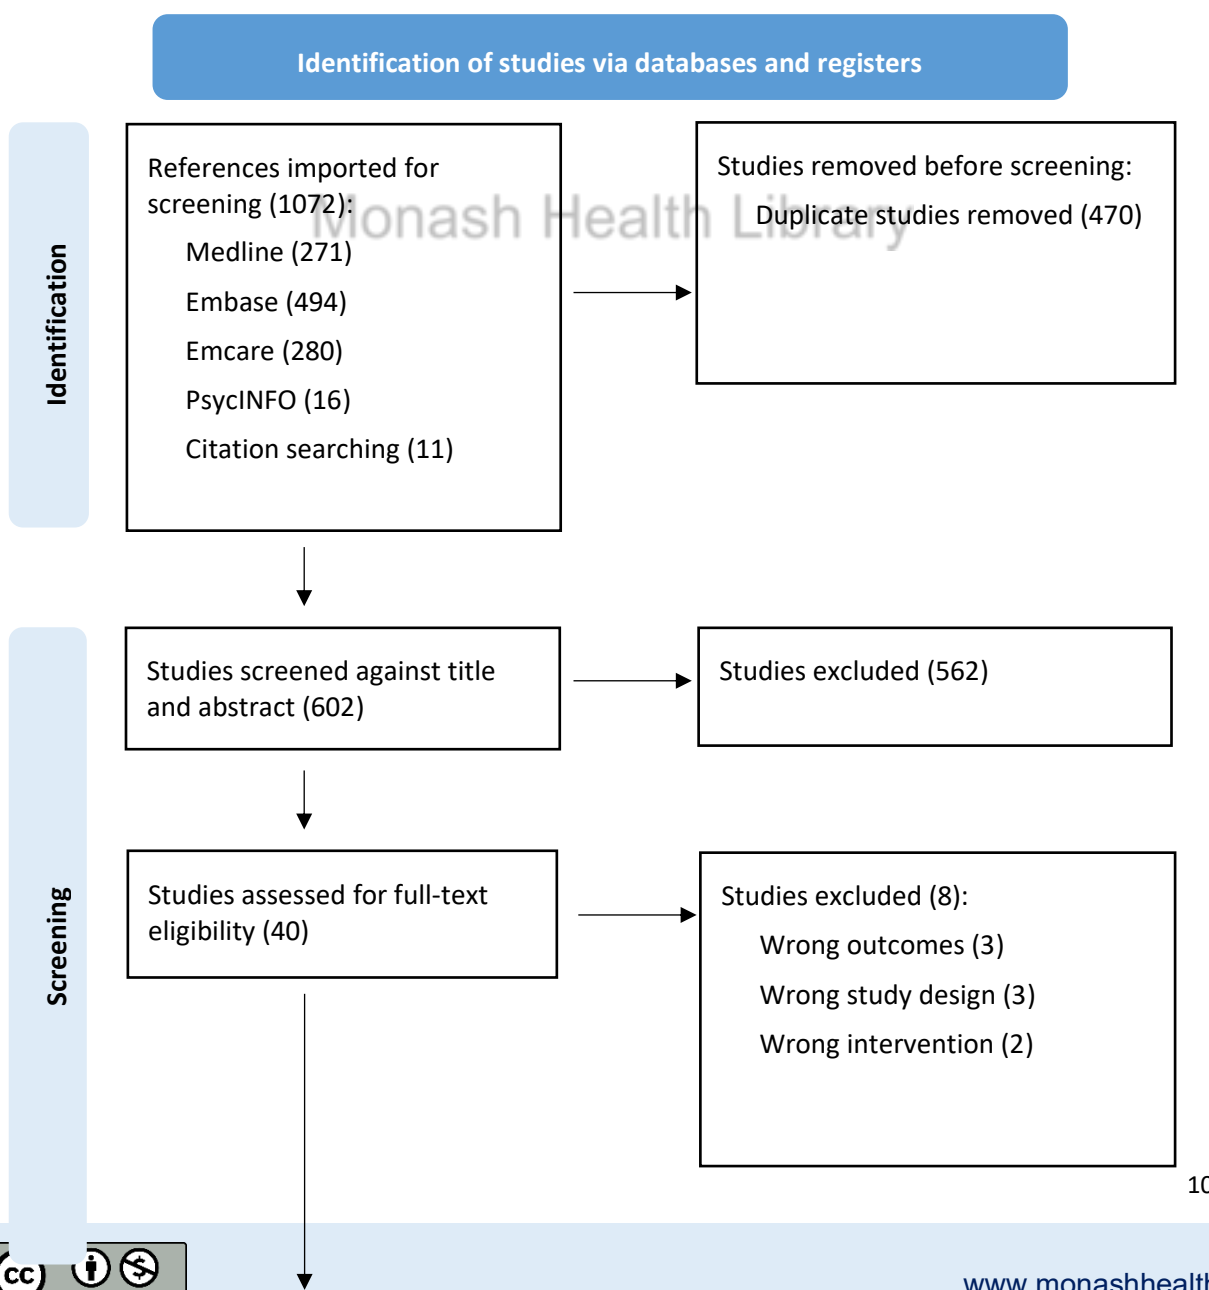 Identification of studies via databases and registers
Identification
References imported for
screening (1072):
Medline (271)
Embase (494)
Emcare (280)
PsycINFO (16)
Citation searching (11)
Studies removed before screening:
Duplicate studies removed (470)
Monash Health Library
Screening
Studies screened against title
and abstract (602)
Studies excluded (562)
Studies assessed for full-text
eligibility (40)
Studies excluded (8):
Wrong outcomes (3)
Wrong study design (3)
Wrong intervention (2)
10
cc
www.monashhealth